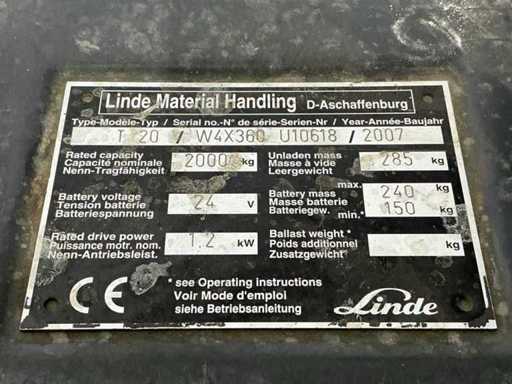 Linde Material Handling D-Aschaffenburg
Type-Modèle-Typ / Serial no.-N° de série-Serien-Nr / Year-Année-Baujahr
T 20 / W4X360 U10618 / 2007
Rated capacity
Capacité nominale
Nenn-Tragfähigkeit
2000 kg
Unladen mass
Masse à vide
Leergewicht
285 kg
Battery voltage
Tension batterie
Batteriespannung
24 V
max.
Battery mass
Masse batterie
Batteriegew. min.*
240
150 kg
Rated drive power
Puissance motr. nom.
Nenn-Antriebsleist.
1.2 kW
Ballast weight *
Poids additionnel
Zusatzgewicht*
kg
CE
* see Operating instructions
Voir Mode d'emploi
siehe Betriebsanleitung
Linde